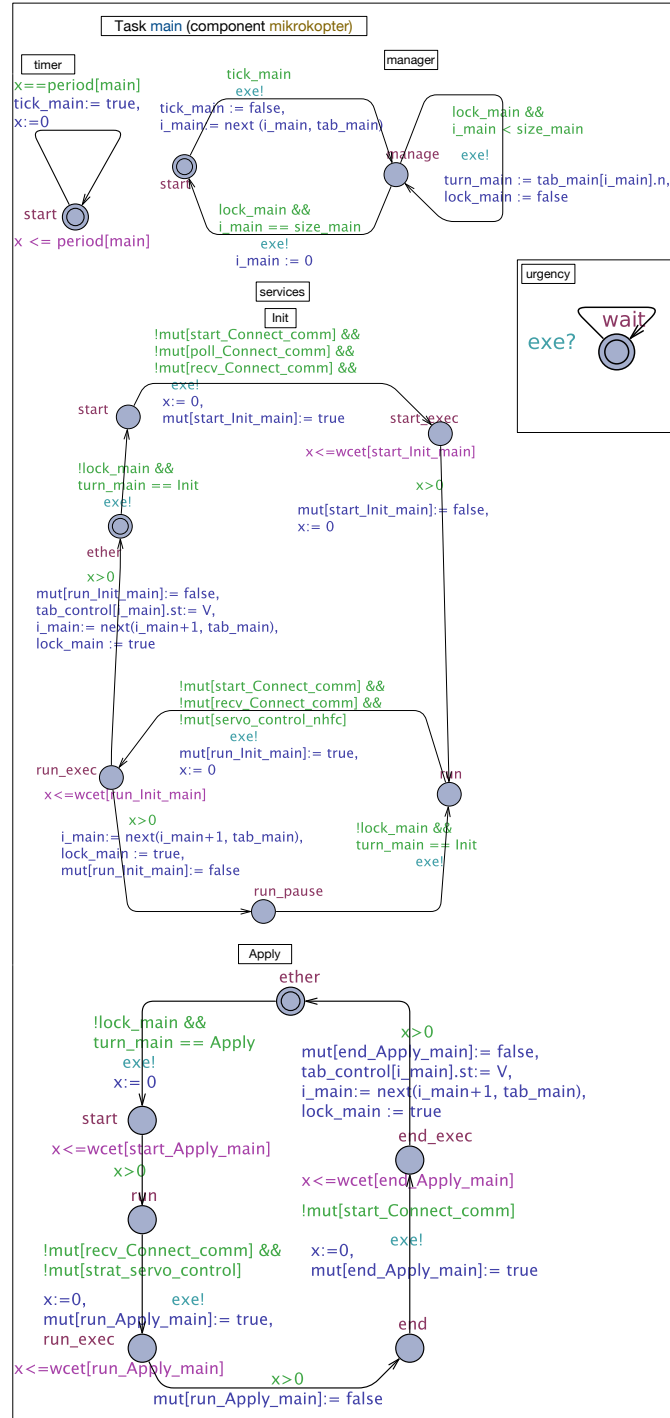 Task main (component mikrokopter)
timer
x==period[main]
tick_main:= true,
x:=0
start
x <= period[main]
manager
tick_main
exe!
tick_main := false,
i_main:= next (i_main, tab_main)
start
manage
lock_main &&
i_main < size_main
exe!
turn_main := tab_main[i_main].n,
lock_main := false
lock_main &&
i_main == size_main
exe!
i_main := 0
urgency
wait
exe?
services
Init
!mut[start_Connect_comm] &&
!mut[poll_Connect_comm] &&
!mut[recv_Connect_comm] &&
exe!
x:= 0,
mut[start_Init_main]:= true
start
start_exec
x<=wcet[start_Init_main]
!lock_main &&
turn_main == Init
exe!
x>0
mut[start_Init_main]:= false,
x:= 0
ether
x>0
mut[run_Init_main]:= false,
tab_control[i_main].st:= V,
i_main:= next(i_main+1, tab_main),
lock_main := true
!mut[start_Connect_comm] &&
!mut[recv_Connect_comm] &&
!mut[servo_control_nhfc]
exe!
mut[run_Init_main]:= true,
x:= 0
run_exec
x<=wcet[run_Init_main]
run
x>0
i_main:= next(i_main+1, tab_main),
lock_main := true,
mut[run_Init_main]:= false
!lock_main &&
turn_main == Init
exe!
run_pause
Apply
ether
!lock_main &&
turn_main == Apply
exe!
x:= 0
x>0
mut[end_Apply_main]:= false,
tab_control[i_main].st:= V,
i_main:= next(i_main+1, tab_main),
lock_main := true
start
x<=wcet[start_Apply_main]
x>0
end_exec
x<=wcet[end_Apply_main]
run
!mut[start_Connect_comm]
exe!
x:=0,
mut[end_Apply_main]:= true
!mut[recv_Connect_comm] &&
!mut[strat_servo_control]
x:=0,
exe!
mut[run_Apply_main]:= true,
run_exec
x<=wcet[run_Apply_main]
end
x>0
mut[run_Apply_main]:= false